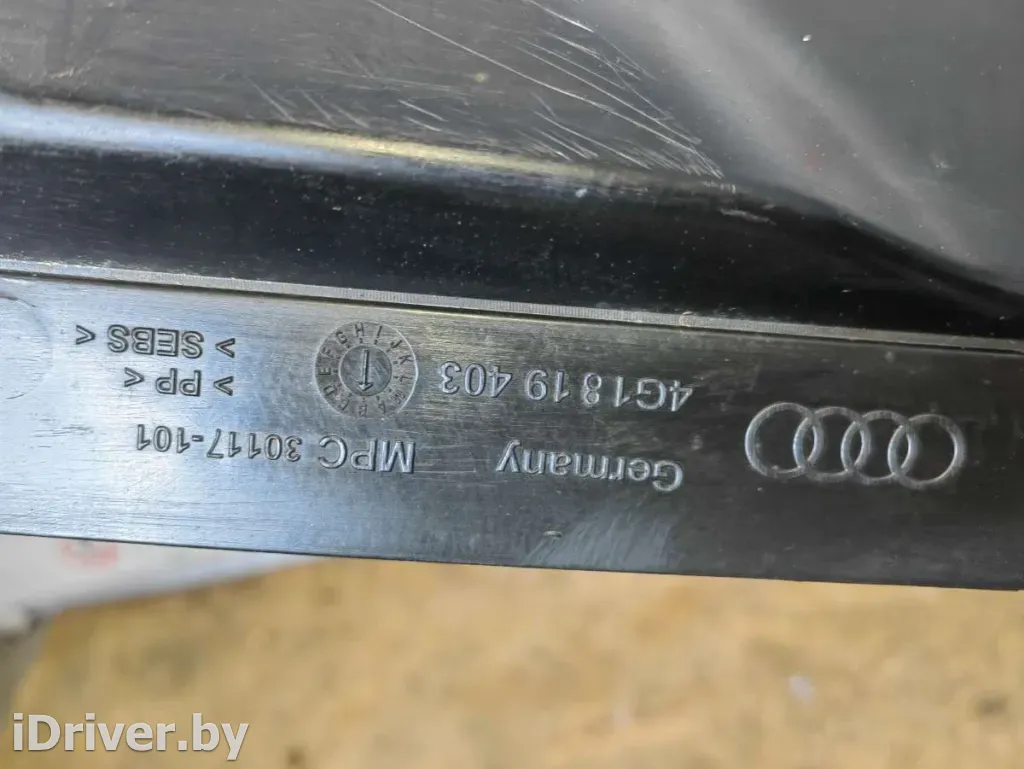 4G1 819 403
Germany
MPC 30117-101
> PP <
> SEBS <
A B C D E F G H I J K L
iDriver.by